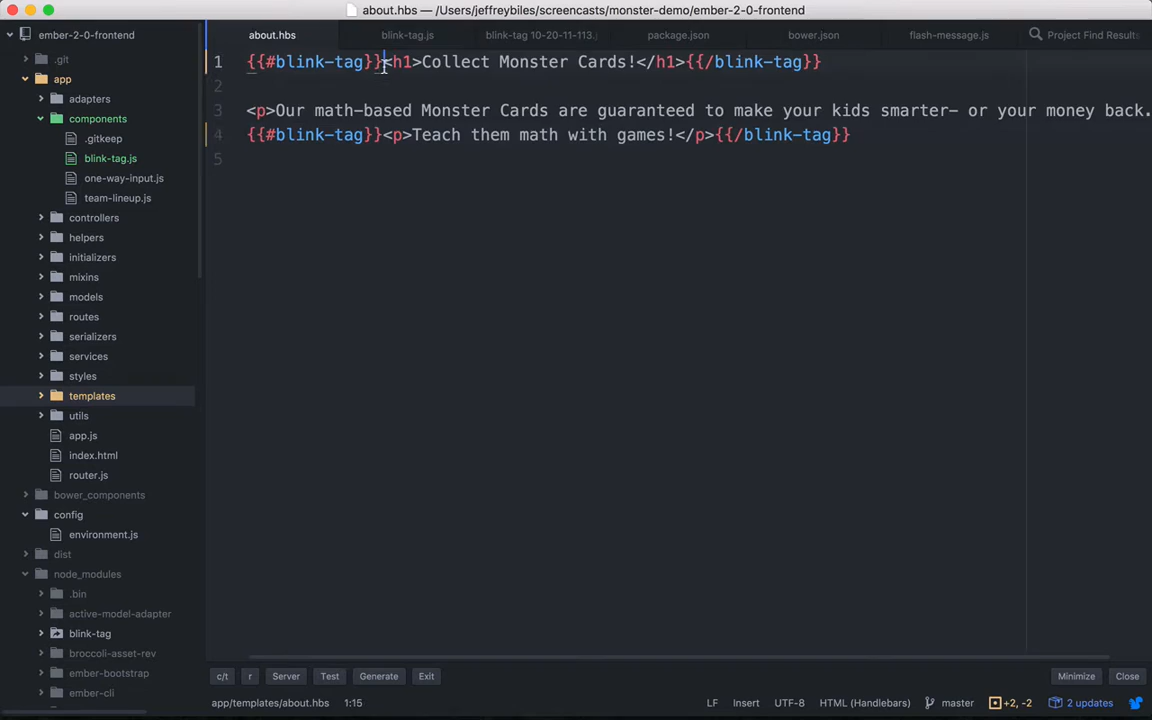 about.hbs — /Users/jeffreybiles/screencasts/monster-demo/ember-2-0-frontend
ember-2-0-frontend
about.hbs
blink-tag.js
blink-tag 10-20-11-113.
package.json
bower.json
flash-message.js
Project Find Results
.git
app
adapters
components
.gitkeep
blink-tag.js
one-way-input.js
team-lineup.js
controllers
helpers
initializers
mixins
models
routes
serializers
services
styles
templates
utils
app.js
index.html
router.js
bower_components
config
environment.js
dist
node_modules
.bin
active-model-adapter
blink-tag
broccoli-asset-rev
ember-bootstrap
ember-cli
1 {{#blink-tag}}<h1>Collect Monster Cards!</h1>{{/blink-tag}}
2
3 <p>Our math-based Monster Cards are guaranteed to make your kids smarter— or your money back.
4 {{#blink-tag}}<p>Teach them math with games!</p>{{/blink-tag}}
5
c/t r Server Test Generate Exit Minimize Close
app/templates/about.hbs 1:15 LF Insert UTF-8 HTML (Handlebars) master +2, -2 2 updates